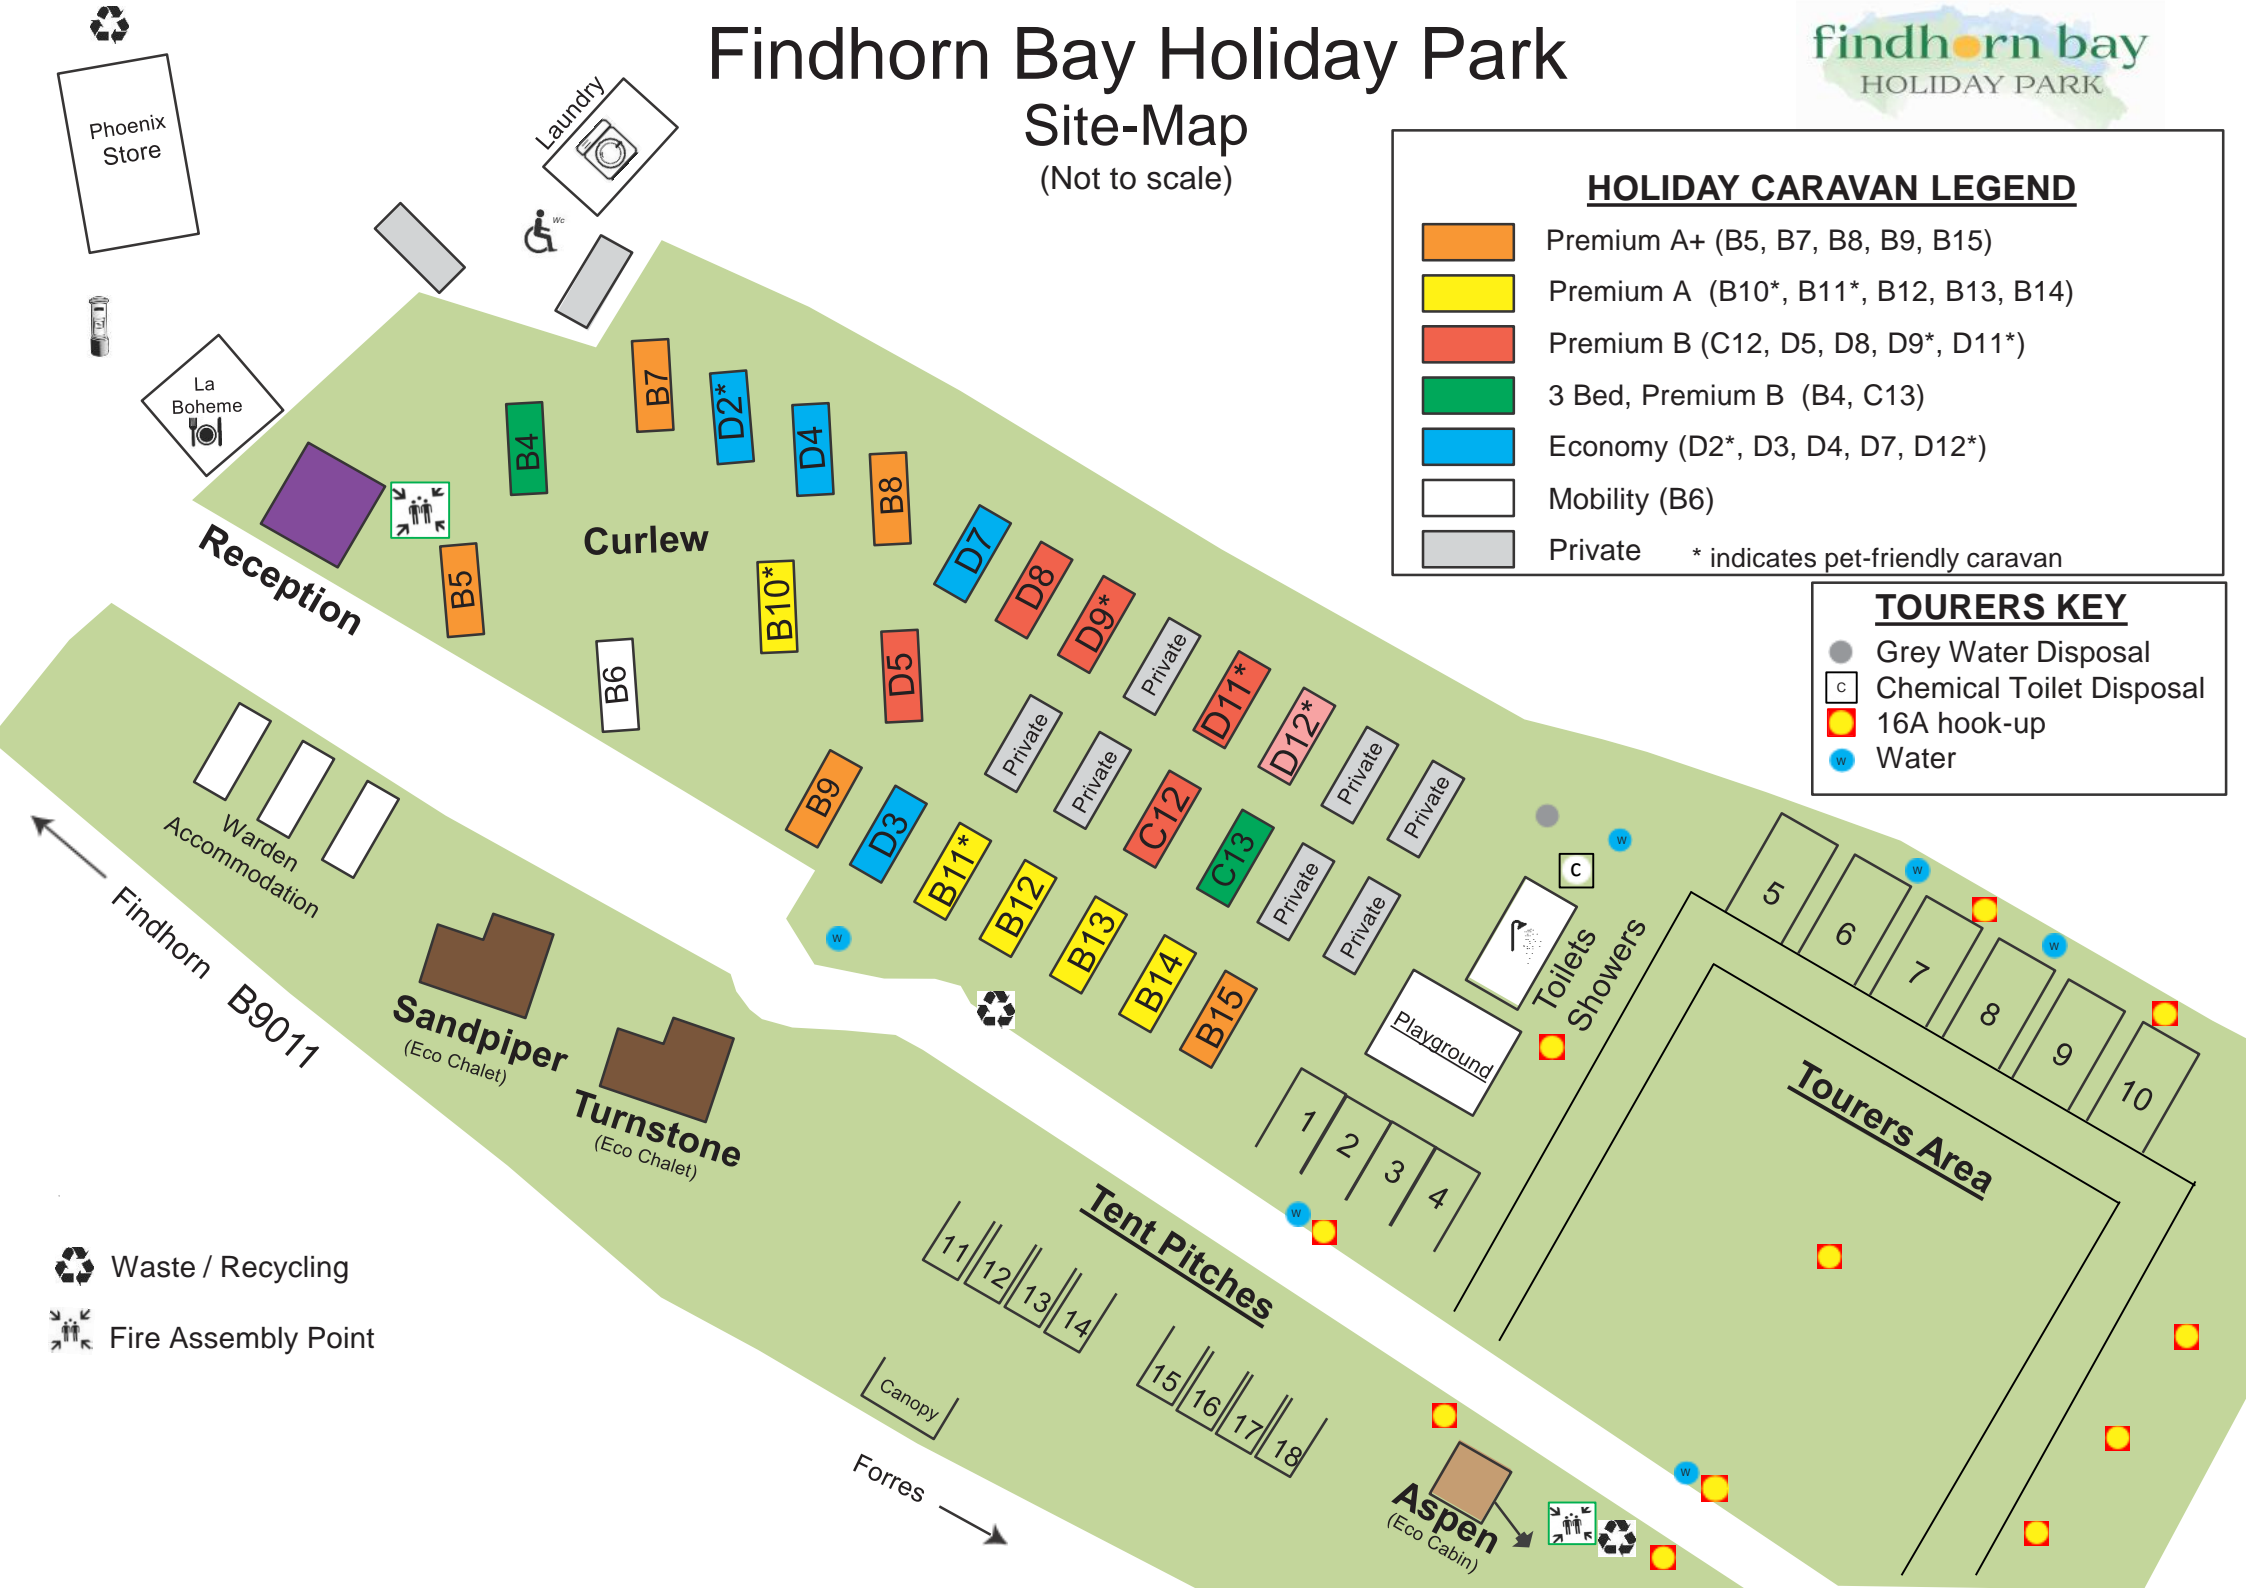 Findhorn Bay Holiday Park
Site-Map
(Not to scale)
findhorn bay
HOLIDAY PARK
HOLIDAY CARAVAN LEGEND
Premium A+ (B5, B7, B8, B9, B15)
Premium A (B10*, B11*, B12, B13, B14)
Premium B (C12, D5, D8, D9*, D11*)
3 Bed, Premium B (B4, C13)
Economy (D2*, D3, D4, D7, D12*)
Mobility (B6)
Private
* indicates pet-friendly caravan
TOURERS KEY
Grey Water Disposal
C
Chemical Toilet Disposal
16A hook-up
W
Water
Phoenix
Store
Laundry
Wc
La
Boheme
Reception
B4
B7
D2*
D4
B8
Curlew
B5
B6
B10*
D5
D7
D8
D9*
Private
D11*
D12*
Private
Private
Private
Private
C12
C13
Private
Private
B9
D3
B11*
B12
B13
B14
B15
W
C
W
Toilets
Showers
Playground
1
2
3
4
W
5
6
7
8
9
10
W
W
Tourers Area
Warden
Accommodation
Findhorn B9011
Sandpiper
(Eco Chalet)
Turnstone
(Eco Chalet)
Tent Pitches
11
12
13
14
15
16
17
18
Canopy
Forres
Aspen
(Eco Cabin)
W
Waste / Recycling
Fire Assembly Point